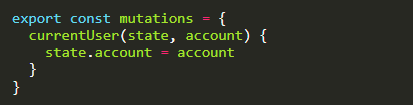 export const mutations = {
  currentUser(state, account) {
    state.account = account
  }
}